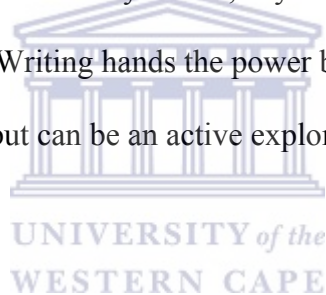 Writing hands the power b
out can be an active explor
UNIVERSITY of the
WESTERN CAPE